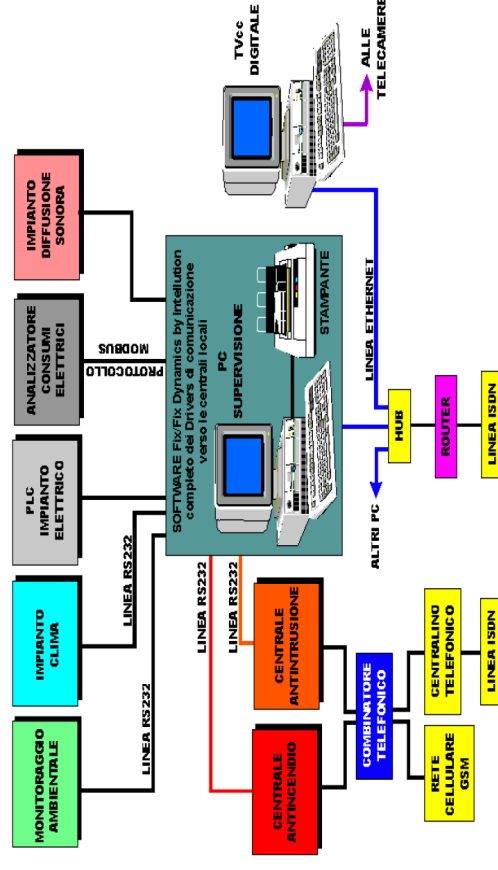 MONITORAGGIO
AMBIENTALE
IMPIANTO
CLIMA
PLC
IMPIANTO
ELETTRICO
ANALIZZATORE
CONSUMI
ELETTRICI
IMPIANTO
DIFFUSIONE
SONORA
LINEA RS232
LINEA RS232
PROTOCOLLO
MODBUS
SOFTWARE Fix/Fix Dynamics by Intellution
completo dei Drivers di comunicazione
verso le centrali locali
PC
SUPERVISIONE
STAMPANTE
TVcc
DIGITALE
ALLE
TELECAMERE
LINEA RS232
LINEA RS232
CENTRALE
ANTINCENDIO
CENTRALE
ANTINTRUSIONE
LINEA ETHERNET
ALTRI PC
HUB
COMBINATORE
TELEFONICO
ROUTER
RETE
CELLULARE
GSM
CENTRALINO
TELEFONICO
LINEA ISDN
LINEA ISDN